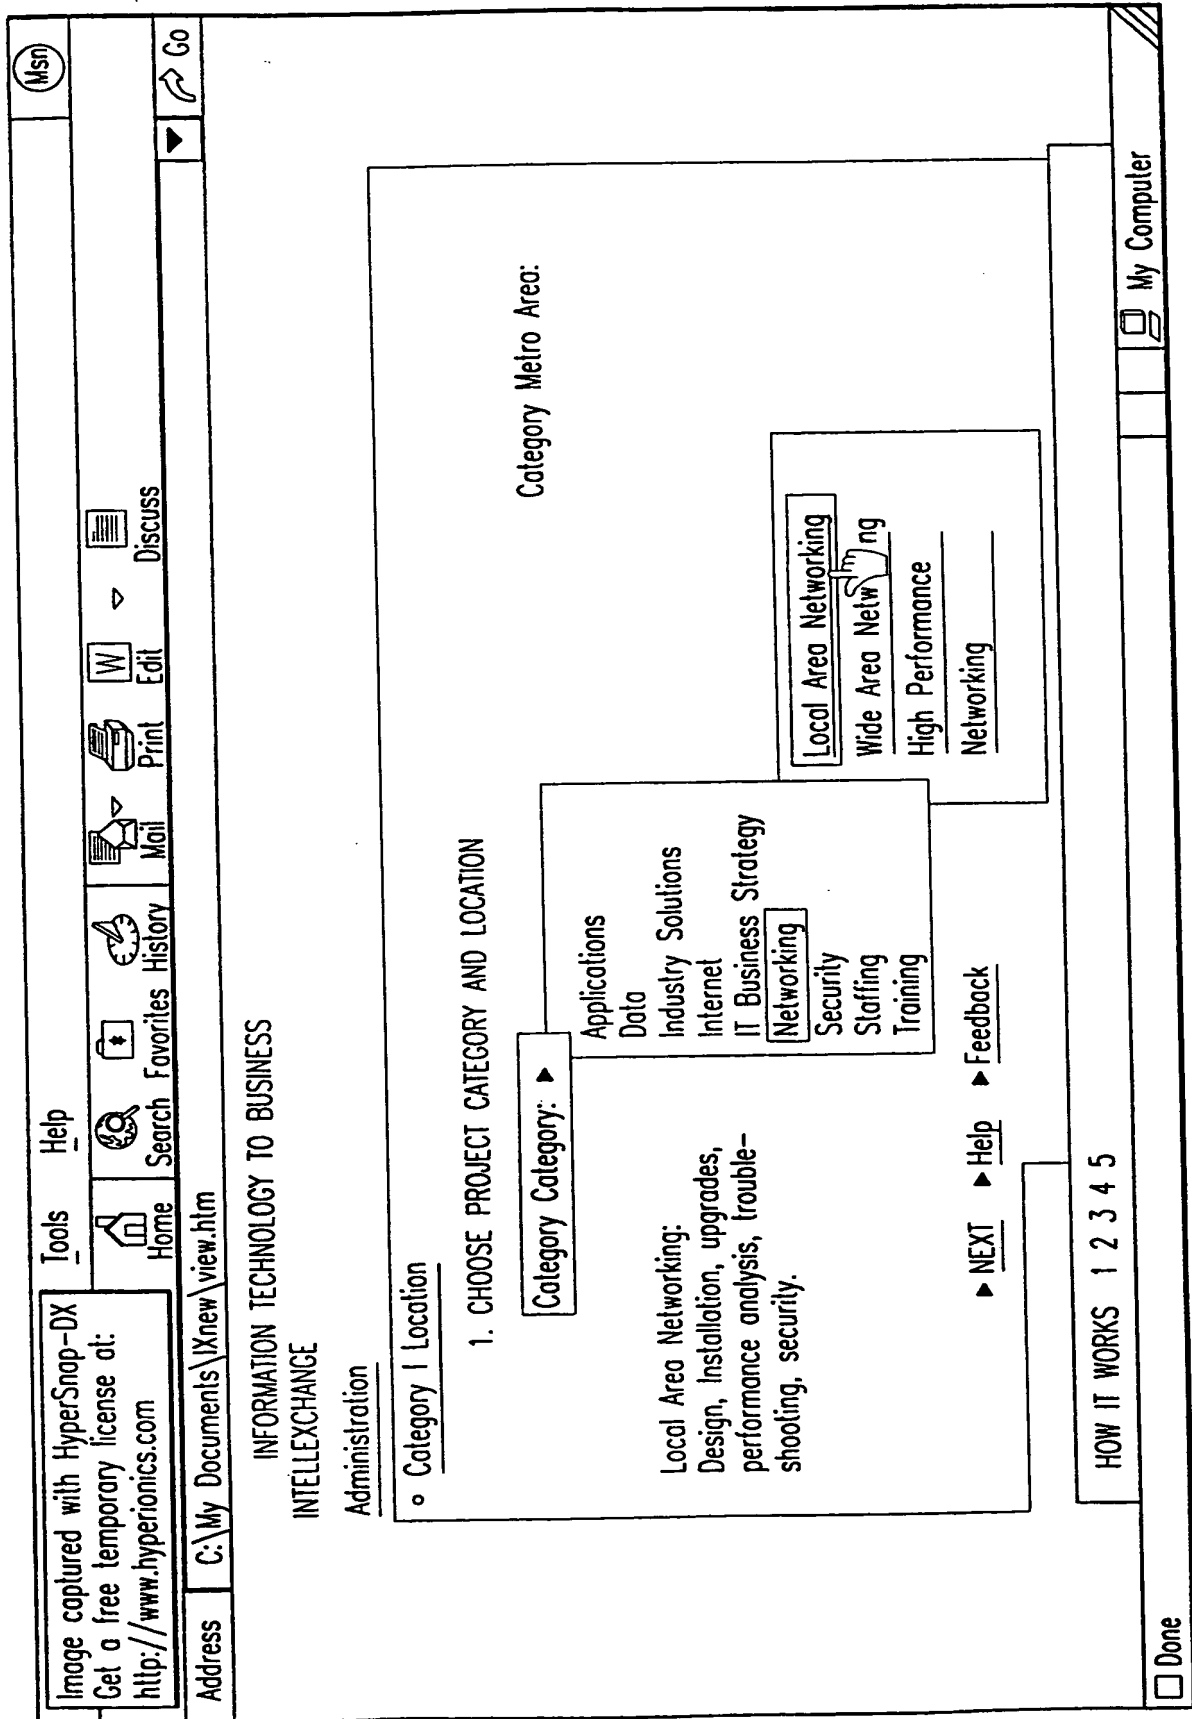 Image captured with HyperSnap-DX
Get a free temporary license at:
http://www.hyperionics.com
Tools Help
Msn
Home Search Favorites History Mail Print Edit Discuss
W
Address C:\My Documents\IXnew\view.htm Go
INFORMATION TECHNOLOGY TO BUSINESS
INTELLEXCHANGE
Administration
Category | Location
1. CHOOSE PROJECT CATEGORY AND LOCATION
Category Category:
Category Metro Area:
Applications
Data
Industry Solutions
Internet
IT Business Strategy
Networking
Security
Staffing
Training
Local Area Networking
Wide Area Netw ng
High Performance
Networking
Local Area Networking:
Design, Installation, upgrades,
performance analysis, trouble-
shooting, security.
NEXT Help Feedback
HOW IT WORKS 1 2 3 4 5
Done My Computer